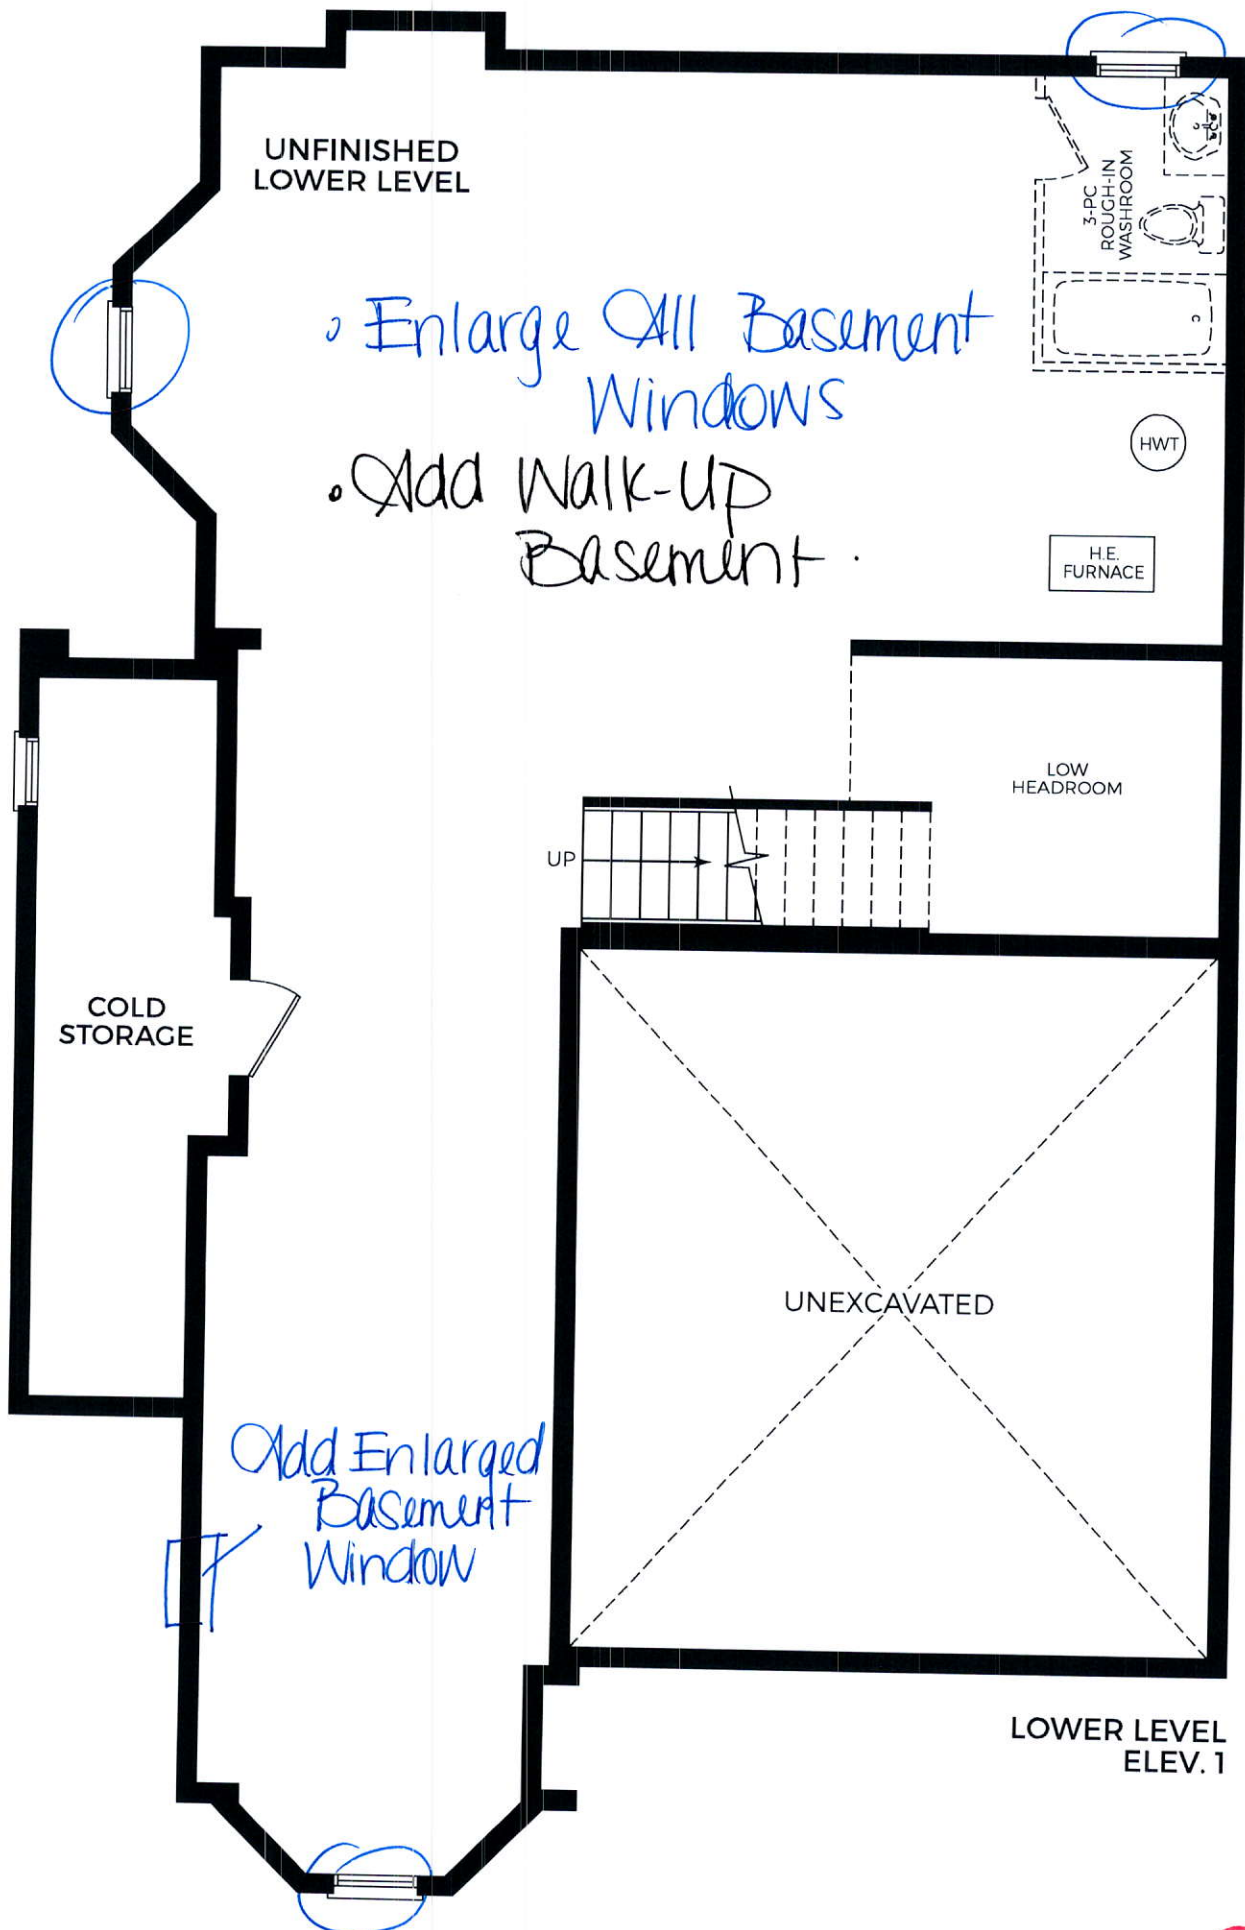 UNFINISHED
LOWER LEVEL
3-PC
ROUGH-IN
WASHROOM
• Enlarge All Basement
Windows
• Add Walk-Up
Basement.
HWT
H.E.
FURNACE
LOW
HEADROOM
UP
COLD
STORAGE
UNEXCAVATED
Add Enlarged
Basement
Window
LOWER LEVEL
ELEV. 1